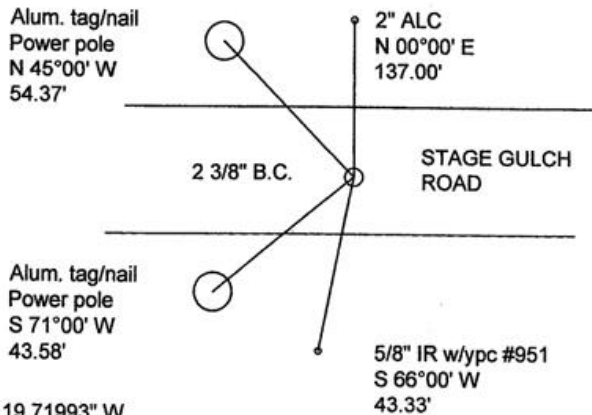 Alum. tag/nail
Power pole
N 45°00' W
54.37'
2" ALC
N 00°00' E
137.00'
2 3/8" B.C.
STAGE GULCH
ROAD
Alum. tag/nail
Power pole
S 71°00' W
43.58'
5/8" IR w/ypc #951
S 66°00' W
43.33'
19.71993" W